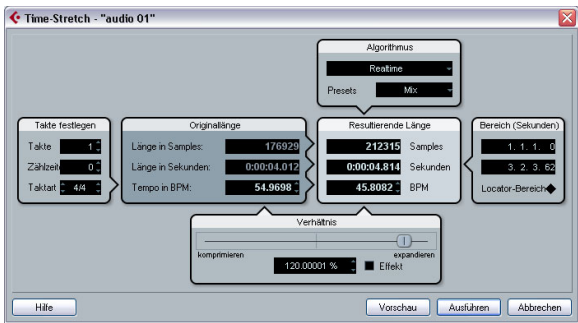 Time-Stretch - "audio 01"
Algorithmus
Realtime
Presets Mix
Takte festlegen
Takte 1
Zählzeit 0
Taktart 4/4
Originallänge
Länge in Samples: 176929
Länge in Sekunden: 0:00:04.012
Tempo in BPM: 54.9698
Resultierende Länge
212315 Samples
0:00:04.814 Sekunden
45.8082 BPM
Bereich (Sekunden)
1. 1. 1. 0
3. 2. 3. 62
Locator-Bereich
Verhältnis
komprimieren expandieren
120.00001 % Effekt
Hilfe Vorschau Ausführen Abbrechen